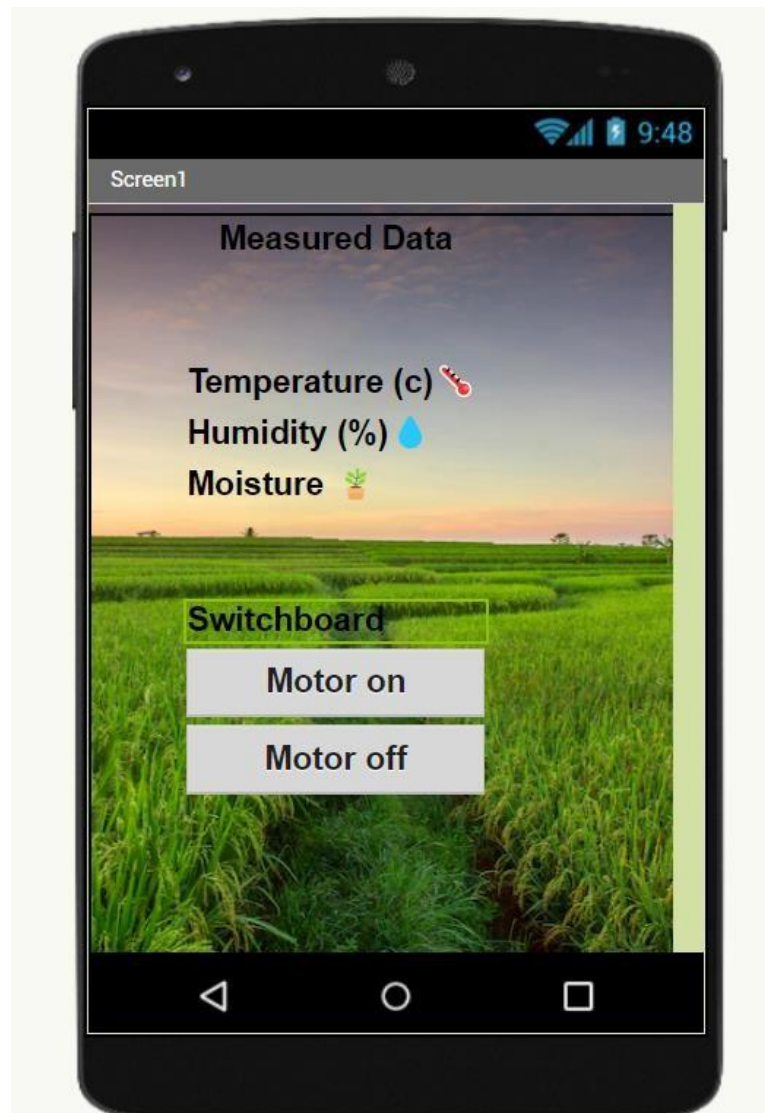 9:48
Screen1
Measured Data
Temperature (c)
Humidity (%)
Moisture
Switchboard
Motor on
Motor off